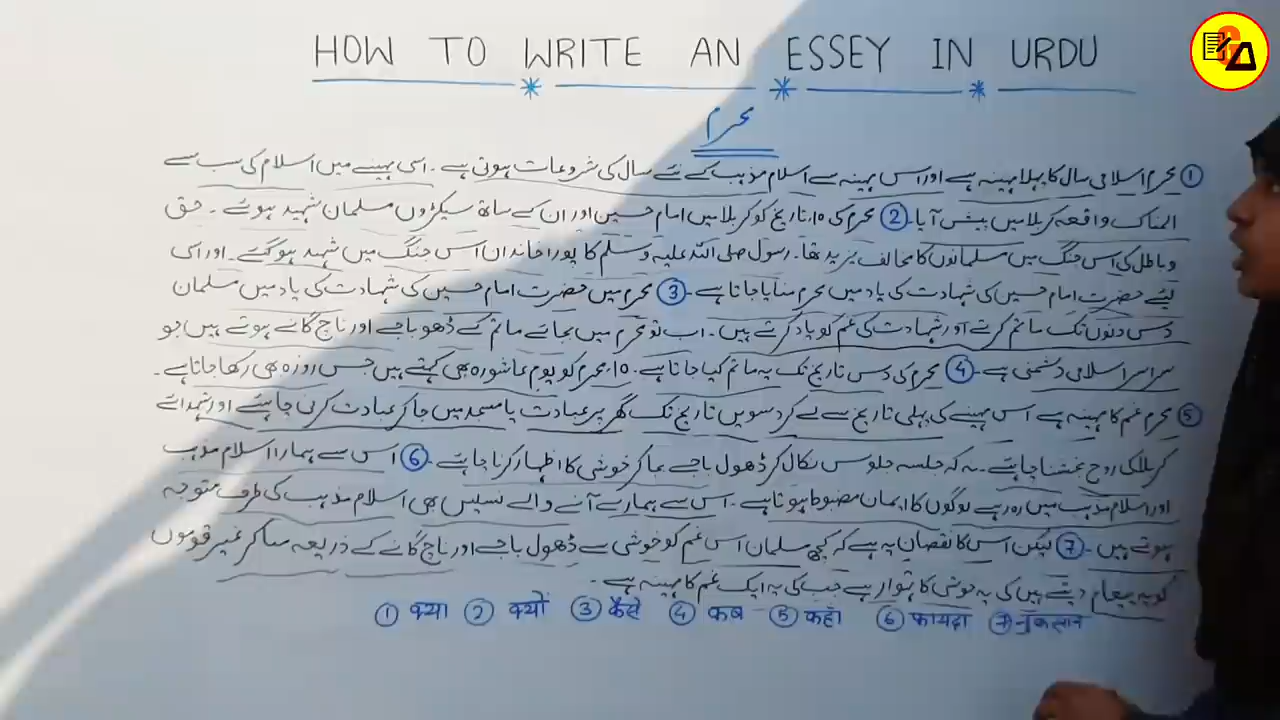 HOW TO WRITE AN ESSEY IN URDU
محرم
① محرم اسلامی سال کا پہلا مہینہ ہے اور اس مہینہ سے اسلام مذہب کے نئے سال کی شروعات ہوتی ہے ۔ اسی مہینے میں اسلام کی سب سے
المناک واقعہ کربلا میں پیش آیا۔ ② محرم کی ۱۰ تاریخ کو کربلا میں امام حسین اور ان کے ساتھ سیکڑوں مسلمان شہید ہوئے ۔ حق
و باطل کی اس جنگ میں مسلمانوں کا مخالف یزید تھا۔ رسول صلی اللہ علیہ وسلم کا پورا خاندان اس جنگ میں شہید ہو گئے ۔ اور اسی
لیئے حضرت امام حسین کی شہادت کی یاد میں محرم منایا جاتا ہے ۔ ③ محرم میں حضرت امام حسین کی شہادت کی یاد میں مسلمان
دس دنوں تک ماتم کرتے اور شہادت کی غم کو یاد کرتے ہیں ۔ اب تو محرم میں بجائے ماتم کے ڈھو باجے اور ناچ گانے ہوتے ہیں جو
سراسر اسلامی دشمنی ہے ۔ ④ محرم کی دس تاریخ تک یہ ماتم کیا جاتا ہے ۔ ۱۰ محرم کو یوم عاشورہ بھی کہتے ہیں جس روزہ بھی رکھا جاتا ہے ۔
⑤ محرم غم کا مہینہ ہے اس مہینے کی پہلی تاریخ سے لے کر دسویں تاریخ تک گھر پر عبادت یا مسجد میں جا کر عبادت کرنی چاہئے اور شہدائے
کربلا کی روح بخشنا چاہئے ۔ نہ کہ جلسہ جلوس نکال کر ڈھول باجے بجا کر خوشی کا اظہار کرنا چاہئے ۔ ⑥ اس سے ہمارا اسلام مذہب
اور اسلام مذہب میں رہ رہے لوگوں کا ایمان مضبوط ہوتا ہے ۔ اس سے ہمارے آنے والے نسلیں بھی اسلام مذہب کی طرف متوجہ
ہوتے ہیں ۔ ⑦ لیکن اس کا نقصان یہ ہے کہ کچھ مسلمان اس غم کو خوشی سے ڈھول باجے اور ناچ گانے کے ذریعہ منا کر غیر قوموں
کو یہ پیغام دیتے ہیں کی یہ خوشی کا تہوار ہے جب کی یہ ایک غم کا مہینہ ہے ۔
① क्या ② क्यों ③ कैसे ④ कब ⑤ कहाँ ⑥ फायदा ⑦ नुकसान